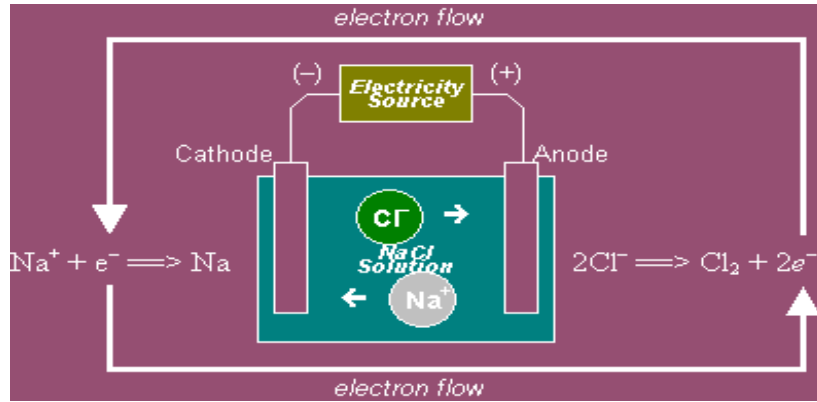 electron flow
(–) (+)
Electricity
Source
Cathode Anode
Cl⁻
Na⁺ + e⁻ ⟹ Na
NaCl
Solution
2Cl⁻ ⟹ Cl₂ + 2e⁻
Na⁺
electron flow